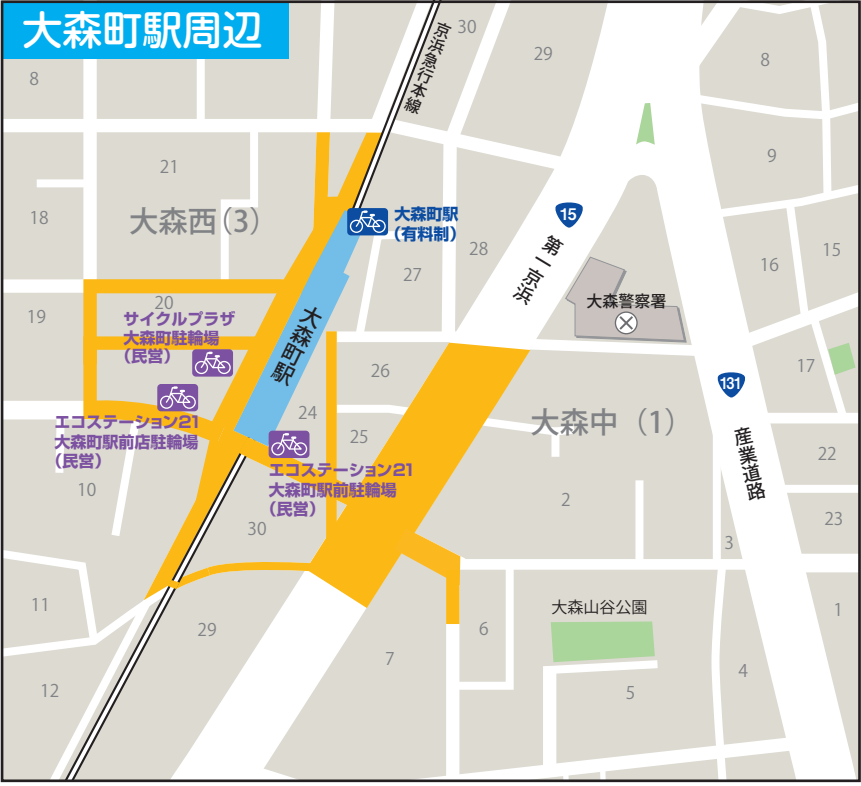 大森町駅周辺
京浜急行本線
30
29
8
8
9
21
18
大森西(3)
大森町駅
(有料制)
15
第一京浜
28
27
16
15
19
20
サイクルプラザ
大森町駐輪場
(民営)
大森町駅
大森警察署
26
17
131
エコステーション21
大森町駅前店駐輪場
(民営)
24
25
大森中(1)
産業道路
エコステーション21
大森町駅前駐輪場
(民営)
10
22
2
23
30
3
11
29
大森山谷公園
1
6
7
12
5
4